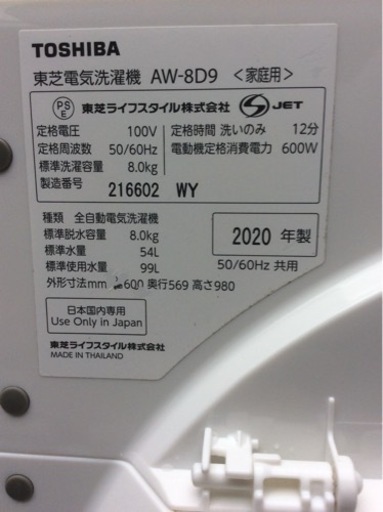 TOSHIBA
東芝電気洗濯機 AW-8D9 <家庭用>
PS E 東芝ライフスタイル株式会社 S JET
定格電圧 100V 定格時間 洗いのみ 12分
定格周波数 50/60Hz 電動機定格消費電力 600W
標準洗濯容量 8.0kg
製造番号 216602 WY
種類 全自動電気洗濯機
標準脱水容量 8.0kg 2020 年製
標準水量 54L
標準使用水量 99L 50/60Hz 共用
外形寸法mm 600 奥行569 高さ980
日本国内専用
Use Only in Japan
東芝ライフスタイル株式会社
MADE IN THAILAND